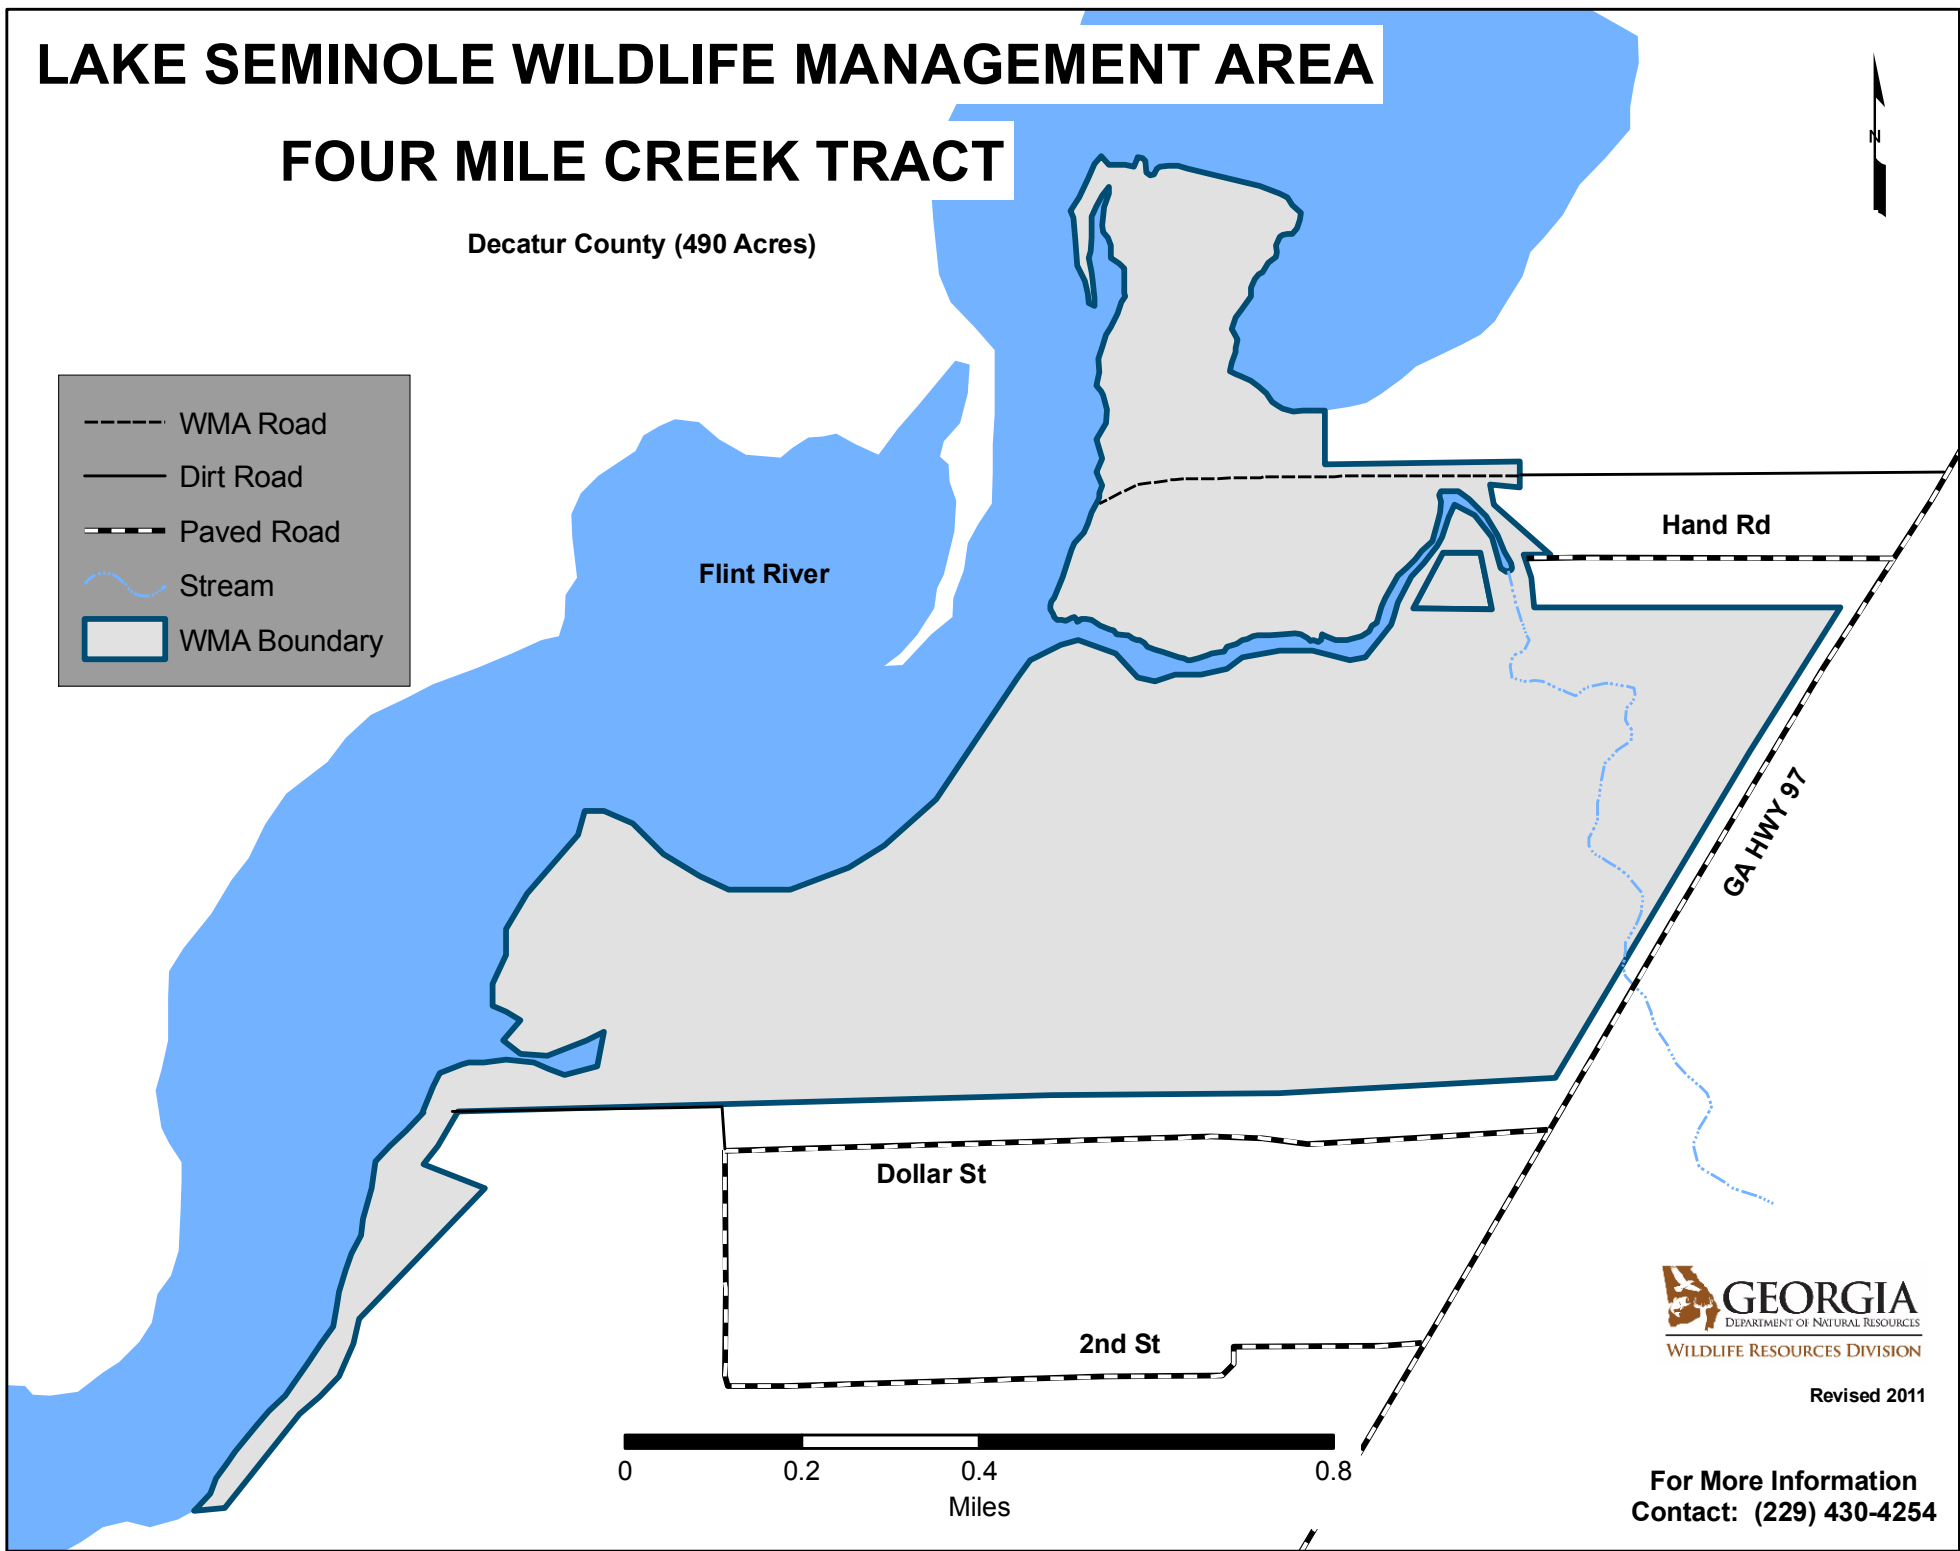 LAKE SEMINOLE WILDLIFE MANAGEMENT AREA
FOUR MILE CREEK TRACT
Decatur County (490 Acres)
N
WMA Road
Dirt Road
Paved Road
Stream
WMA Boundary
Flint River
Hand Rd
GA HWY 97
Dollar St
2nd St
0 0.2 0.4 0.8
Miles
GEORGIA
DEPARTMENT OF NATURAL RESOURCES
WILDLIFE RESOURCES DIVISION
Revised 2011
For More Information
Contact: (229) 430-4254